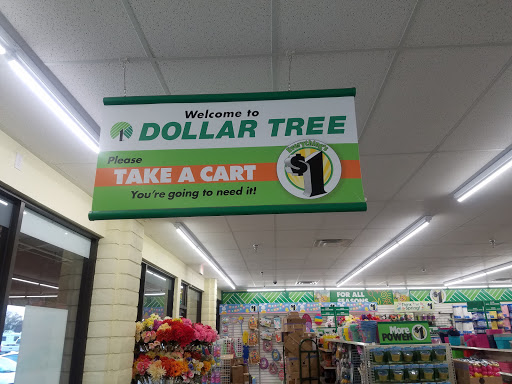 Welcome to
DOLLAR TREE
Please
TAKE A CART
You're going to need it!
everything's
$1
FOR ALL
SEASONS
More
POWER
$1